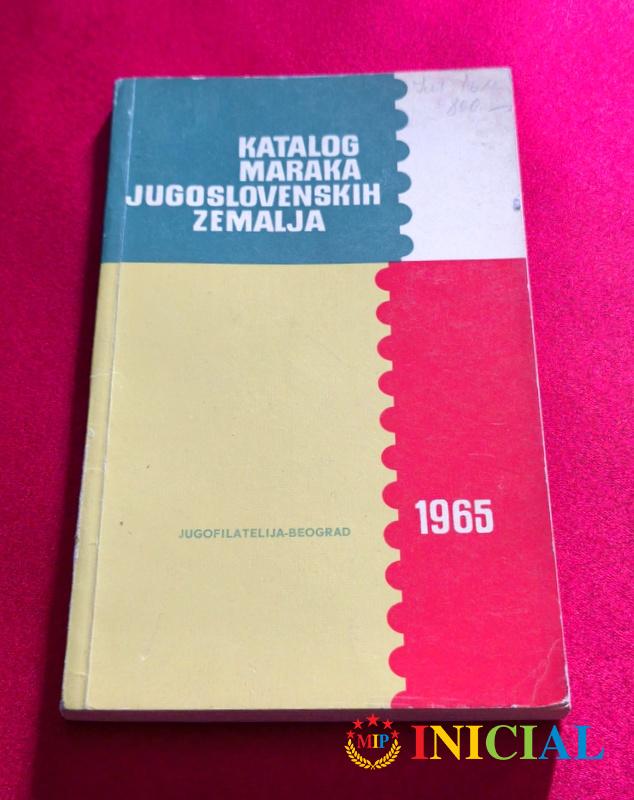 KATALOG
MARAKA
JUGOSLOVENSKIH
ZEMALJA
JUGOFILATELIJA-BEOGRAD
1965
MIP
INICIAL